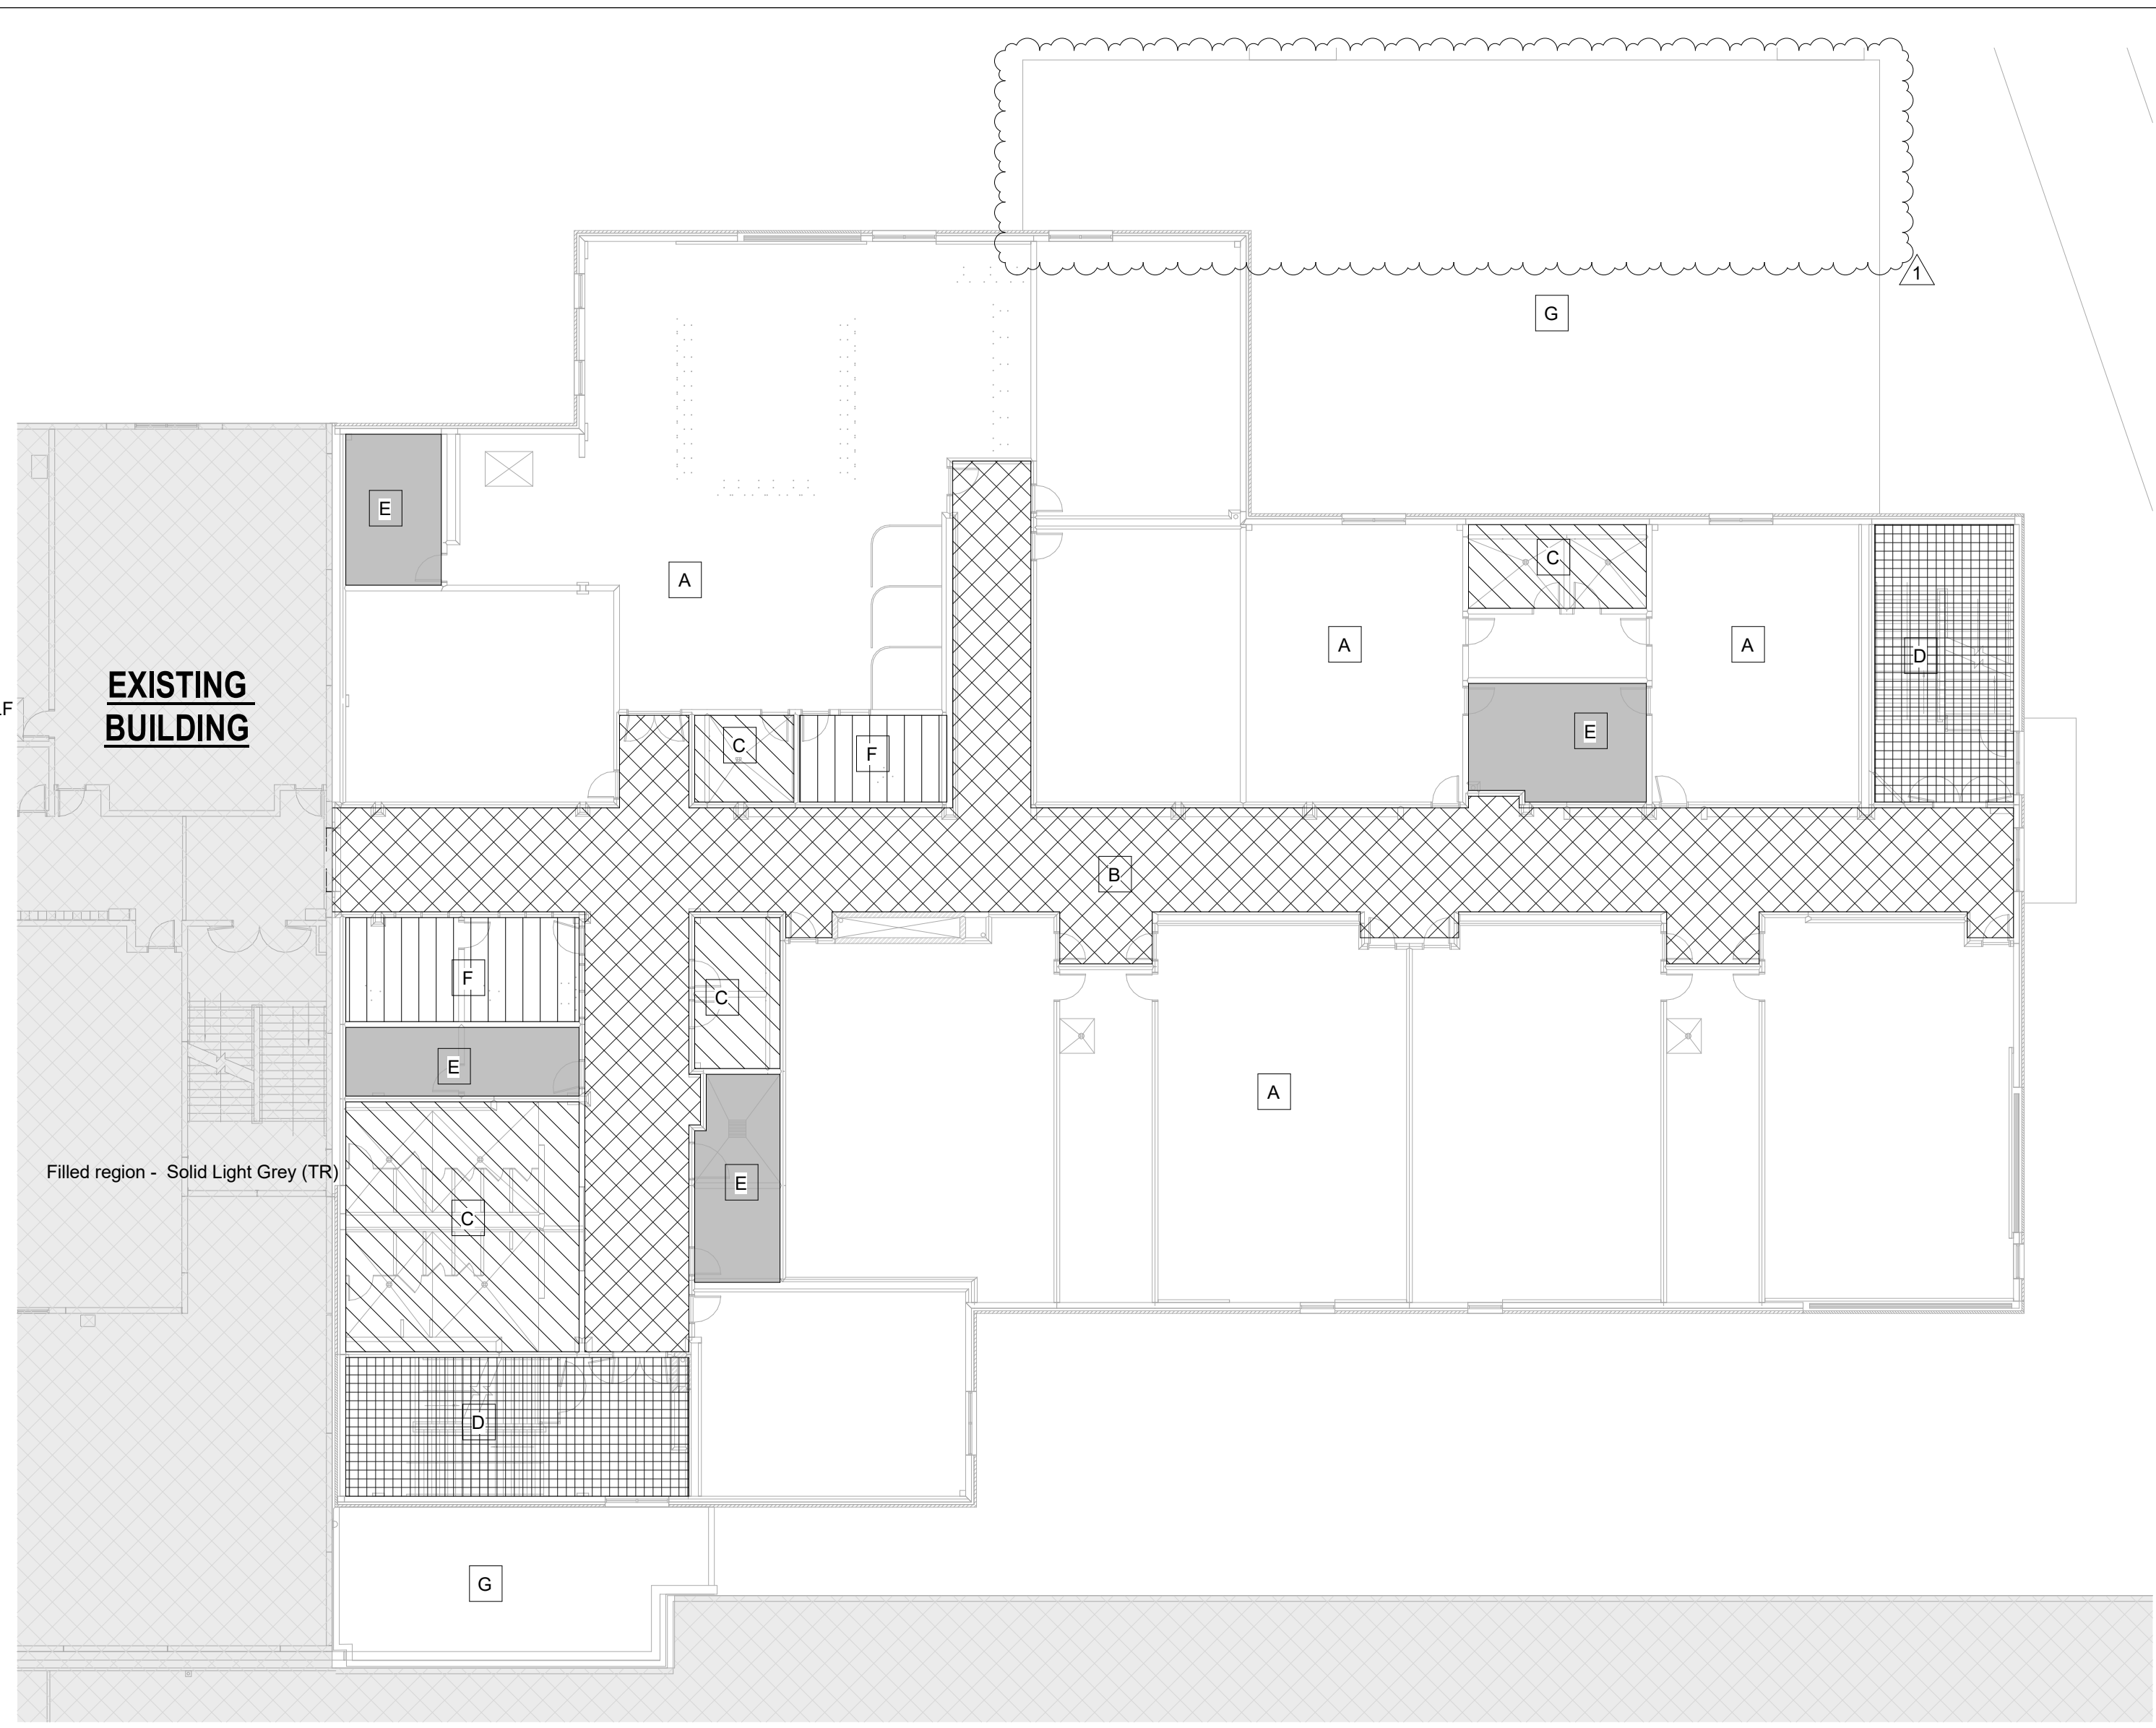 1
G
E
C
A
A
A
D
EXISTING
BUILDING
F
E
C
F
B
F
C
E
A
Filled region - Solid Light Grey (TR)
E
C
D
G